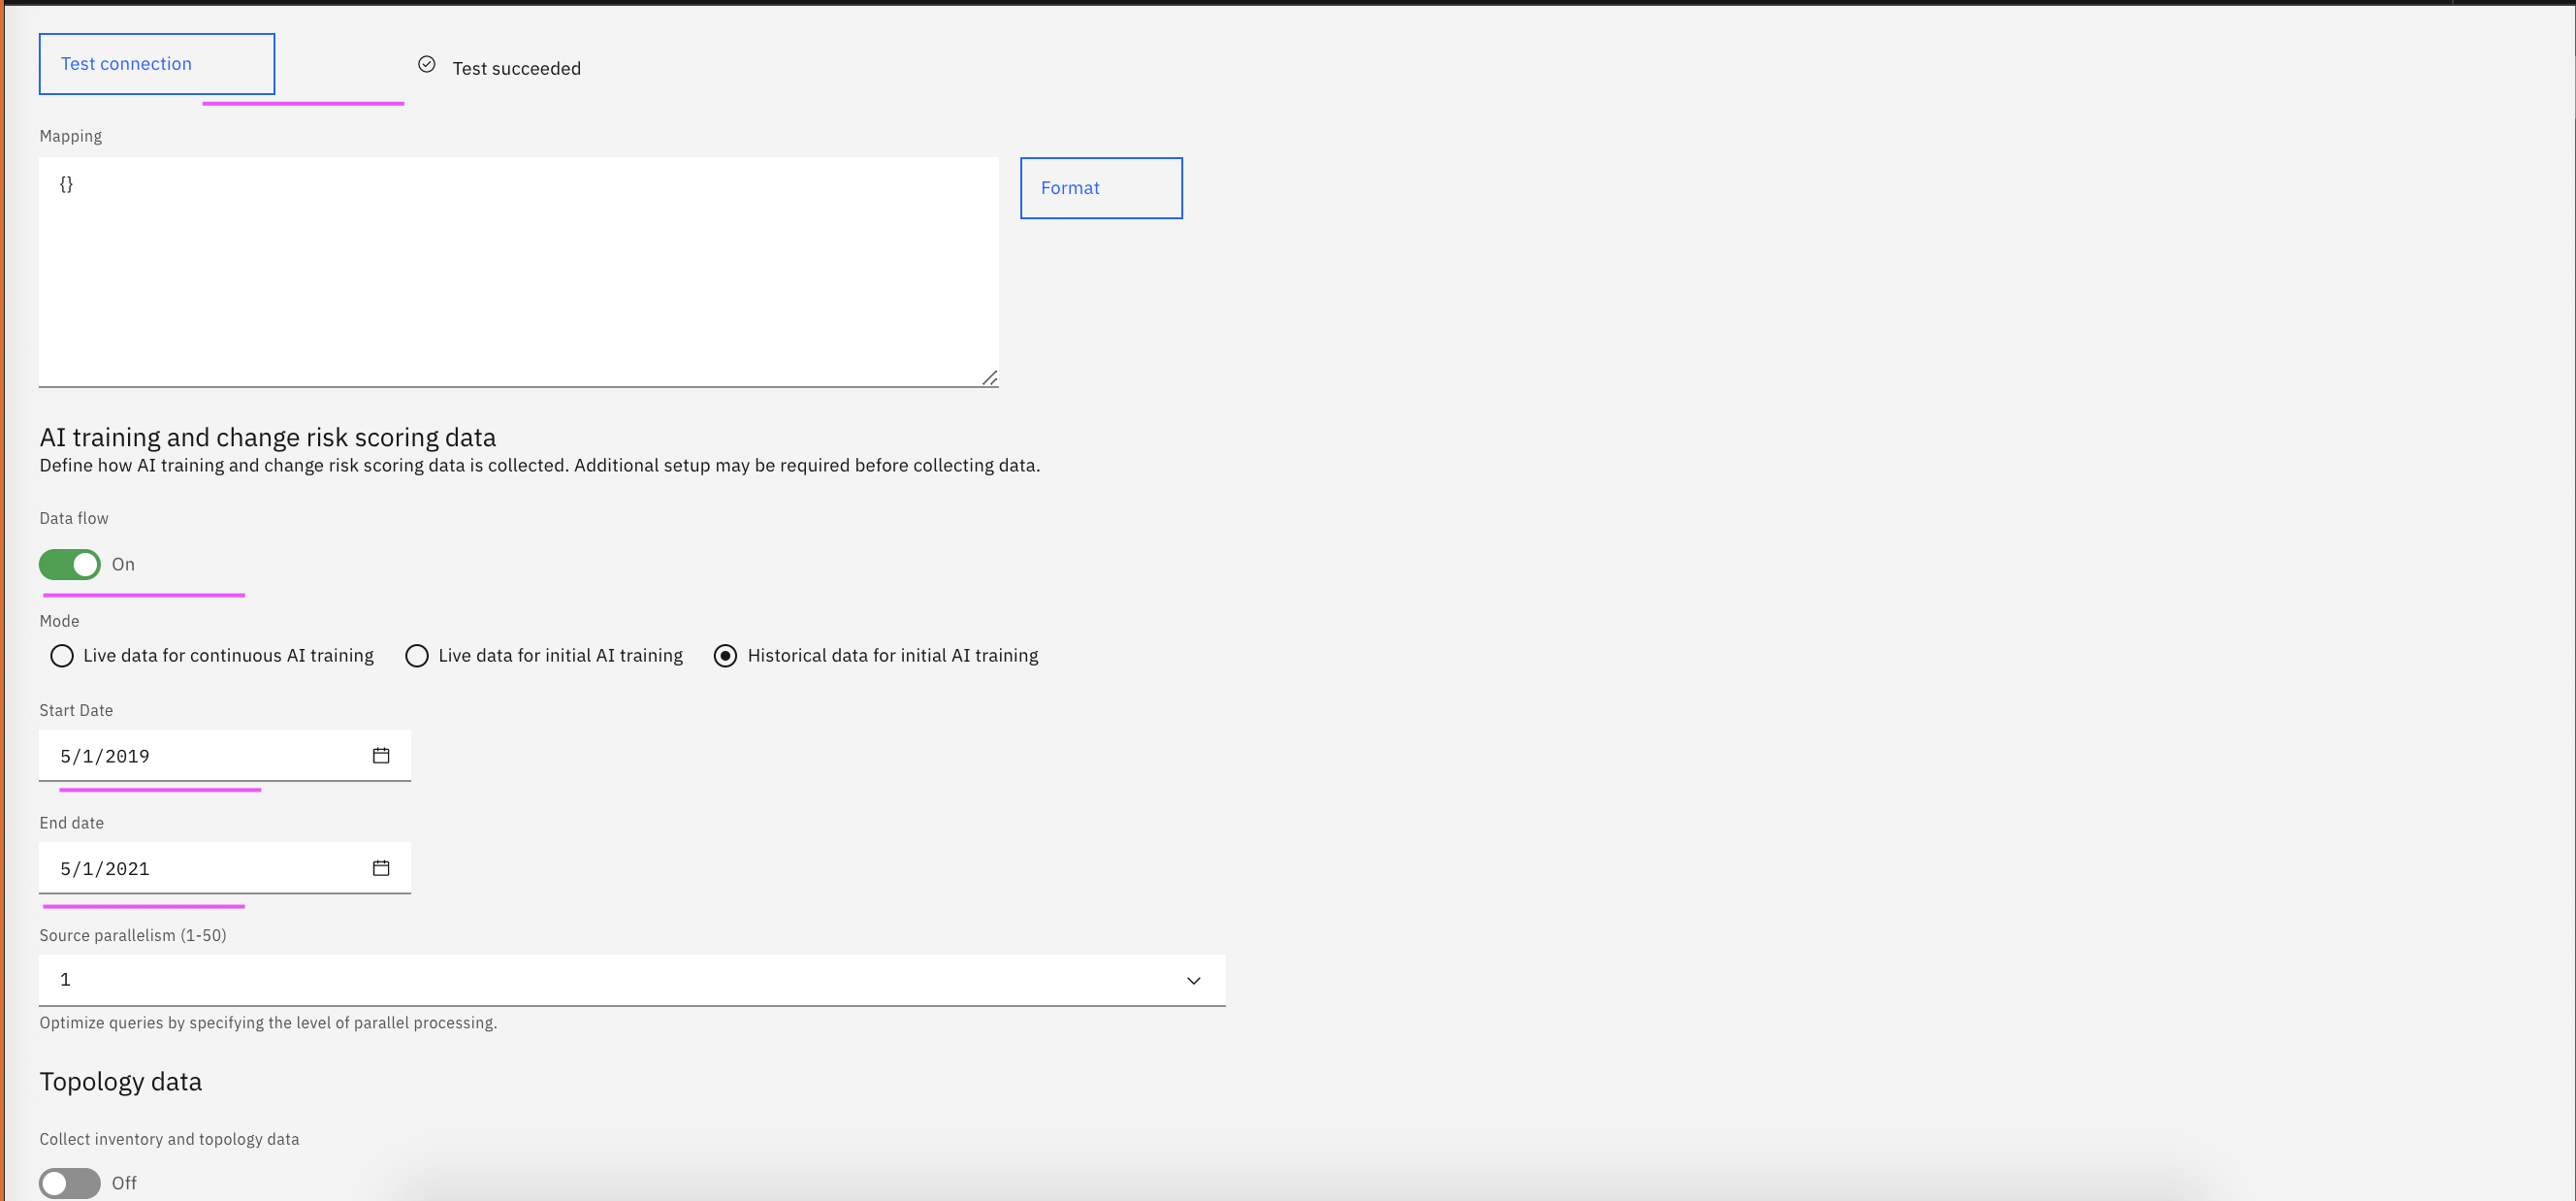 Test connection
Test succeeded
Mapping
{}
Format
AI training and change risk scoring data
Define how AI training and change risk scoring data is collected. Additional setup may be required before collecting data.
Data flow
On
Mode
Live data for continuous AI training Live data for initial AI training Historical data for initial AI training
Start Date
5/1/2019
End date
5/1/2021
Source parallelism (1-50)
1
Optimize queries by specifying the level of parallel processing.
Topology data
Collect inventory and topology data
Off